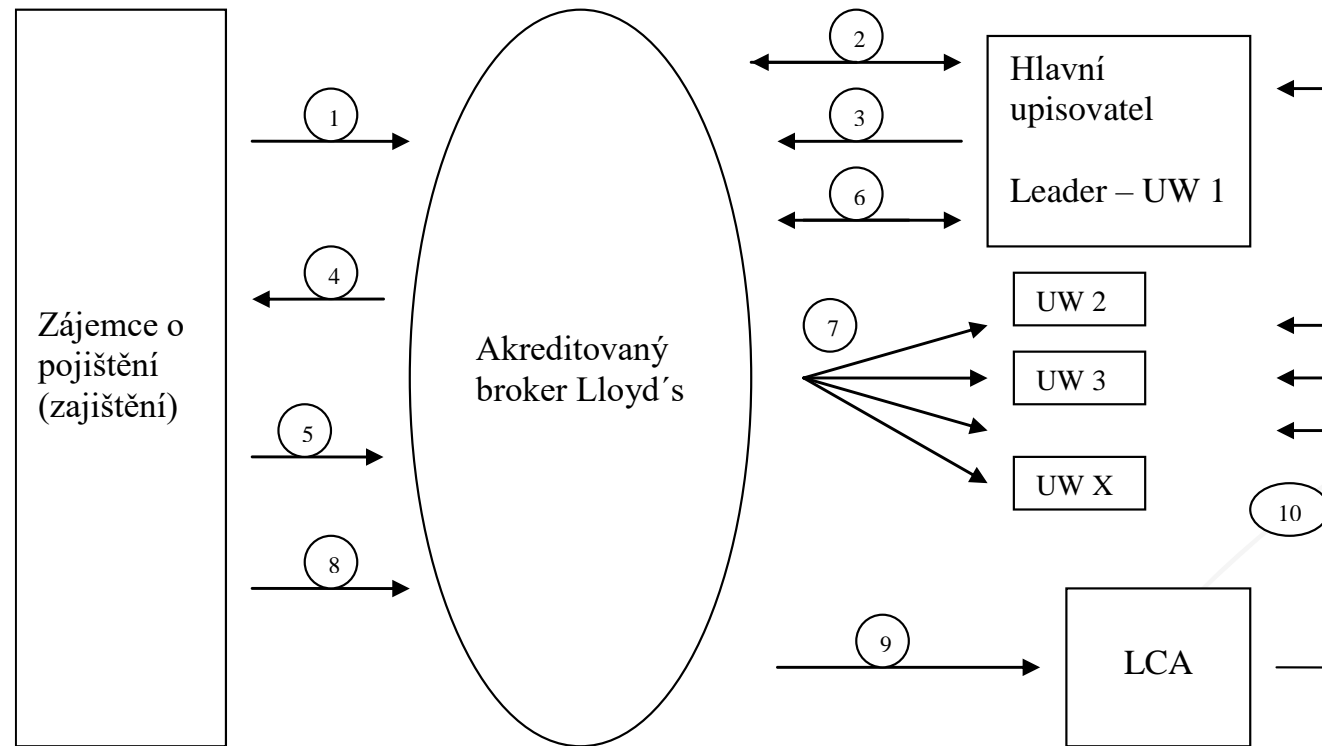 2
Hlavní
upisovatel
1
3
Leader – UW 1
6
4
UW 2
7
Zájemce o
pojištění
(zajištění)
Akreditovaný
broker Lloyd´s
UW 3
5
UW X
10
8
9
LCA